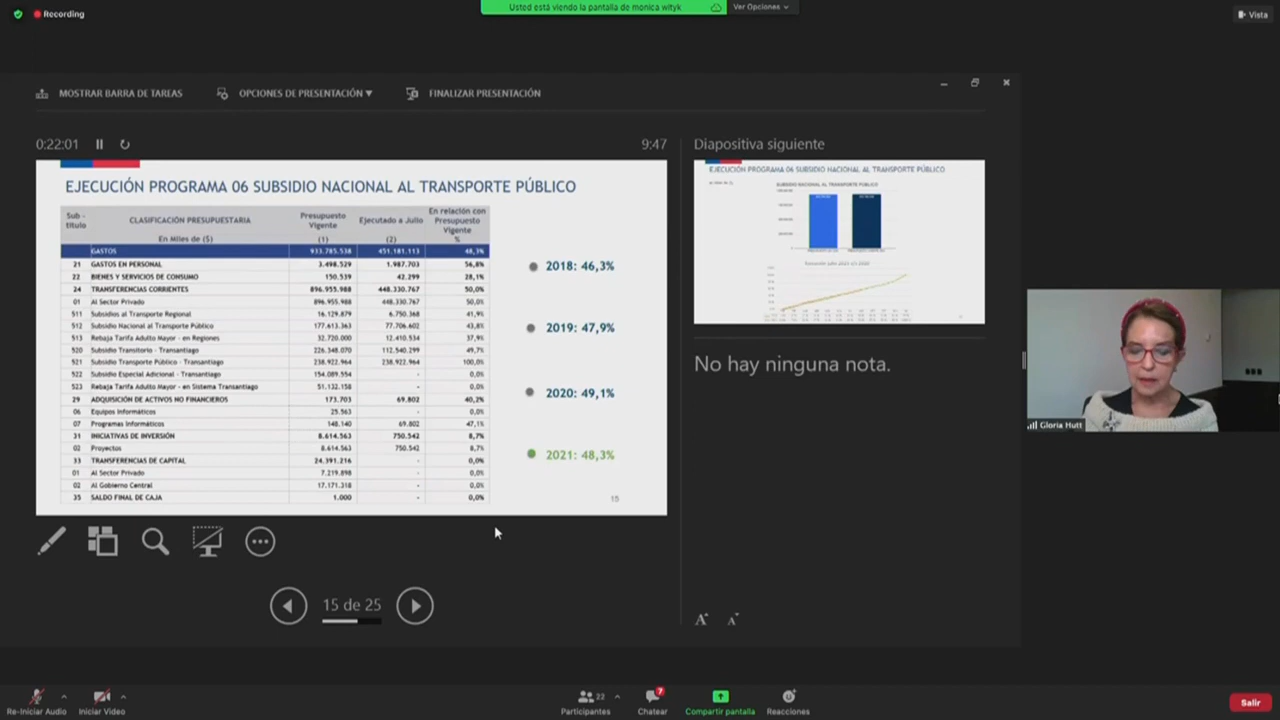 Recording
Usted está viendo la pantalla de monica wityk
Ver Opciones
Vista
MOSTRAR BARRA DE TAREAS
OPCIONES DE PRESENTACIÓN
FINALIZAR PRESENTACIÓN
0:22:01
9:47
EJECUCIÓN PROGRAMA 06 SUBSIDIO NACIONAL AL TRANSPORTE PÚBLICO
Sub - titulo CLASIFICACIÓN PRESUPUESTARIA En Miles de ($) Presupuesto Vigente (1) Ejecutado a Julio (2) En relación con Presupuesto Vigente %
GASTOS 933.785.538 451.181.113 48,3%
21 GASTOS EN PERSONAL 3.498.529 1.987.703 56,8%
22 BIENES Y SERVICIOS DE CONSUMO 150.539 42.299 28,1%
24 TRANSFERENCIAS CORRIENTES 896.955.988 448.330.767 50,0%
01 Al Sector Privado 896.955.988 448.330.767 50,0%
511 Subsidios al Transporte Regional 16.129.879 6.750.368 41,9%
512 Subsidio Nacional al Transporte Público 177.613.363 77.706.602 43,8%
513 Rebaja Tarifa Adulto Mayor - en Regiones 32.720.000 12.410.534 37,9%
520 Subsidio Transitorio - Transantiago 226.348.070 112.540.299 49,7%
521 Subsidio Transporte Público - Transantiago 238.922.964 238.922.964 100,0%
522 Subsidio Especial Adicional - Transantiago 154.089.554 - 0,0%
523 Rebaja Tarifa Adulto Mayor - en Sistema Transantiago 51.132.158 - 0,0%
29 ADQUISICIÓN DE ACTIVOS NO FINANCIEROS 173.703 69.802 40,2%
06 Equipos Informáticos 25.563 - 0,0%
07 Programas Informáticos 148.140 69.802 47,1%
31 INICIATIVAS DE INVERSIÓN 8.614.563 750.542 8,7%
02 Proyectos 8.614.563 750.542 8,7%
33 TRANSFERENCIAS DE CAPITAL 24.391.216 - 0,0%
01 Al Sector Privado 7.219.898 - 0,0%
02 Al Gobierno Central 17.171.318 - 0,0%
35 SALDO FINAL DE CAJA 1.000 - 0,0%
2018: 46,3%
2019: 47,9%
2020: 49,1%
2021: 48,3%
15
Diapositiva siguiente
EJECUCIÓN PROGRAMA 06 SUBSIDIO NACIONAL AL TRANSPORTE PÚBLICO
SUBSIDIO NACIONAL AL TRANSPORTE PÚBLICO
No hay ninguna nota.
Gloria Hutt
15 de 25
A A
Re-Iniciar Audio
Iniciar Video
22
Participantes
7
Chatear
Compartir pantalla
Reacciones
Salir